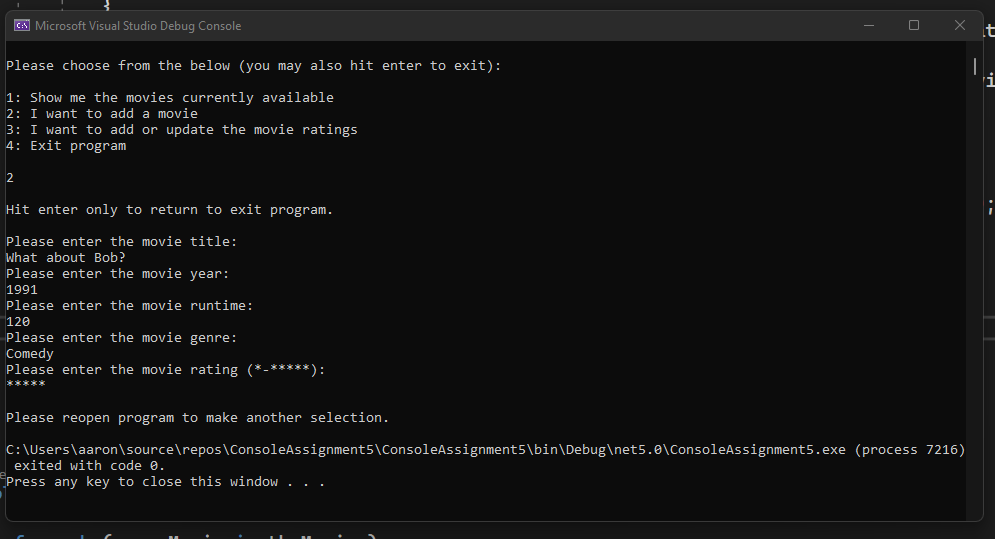 Microsoft Visual Studio Debug Console
Please choose from the below (you may also hit enter to exit):
1: Show me the movies currently available
2: I want to add a movie
3: I want to add or update the movie ratings
4: Exit program
2
Hit enter only to return to exit program.
Please enter the movie title:
What about Bob?
Please enter the movie year:
1991
Please enter the movie runtime:
120
Please enter the movie genre:
Comedy
Please enter the movie rating (*-*****):
*****
Please reopen program to make another selection.
C:\Users\aaron\source\repos\ConsoleAssignment5\ConsoleAssignment5\bin\Debug\net5.0\ConsoleAssignment5.exe (process 7216)
exited with code 0.
Press any key to close this window . . .